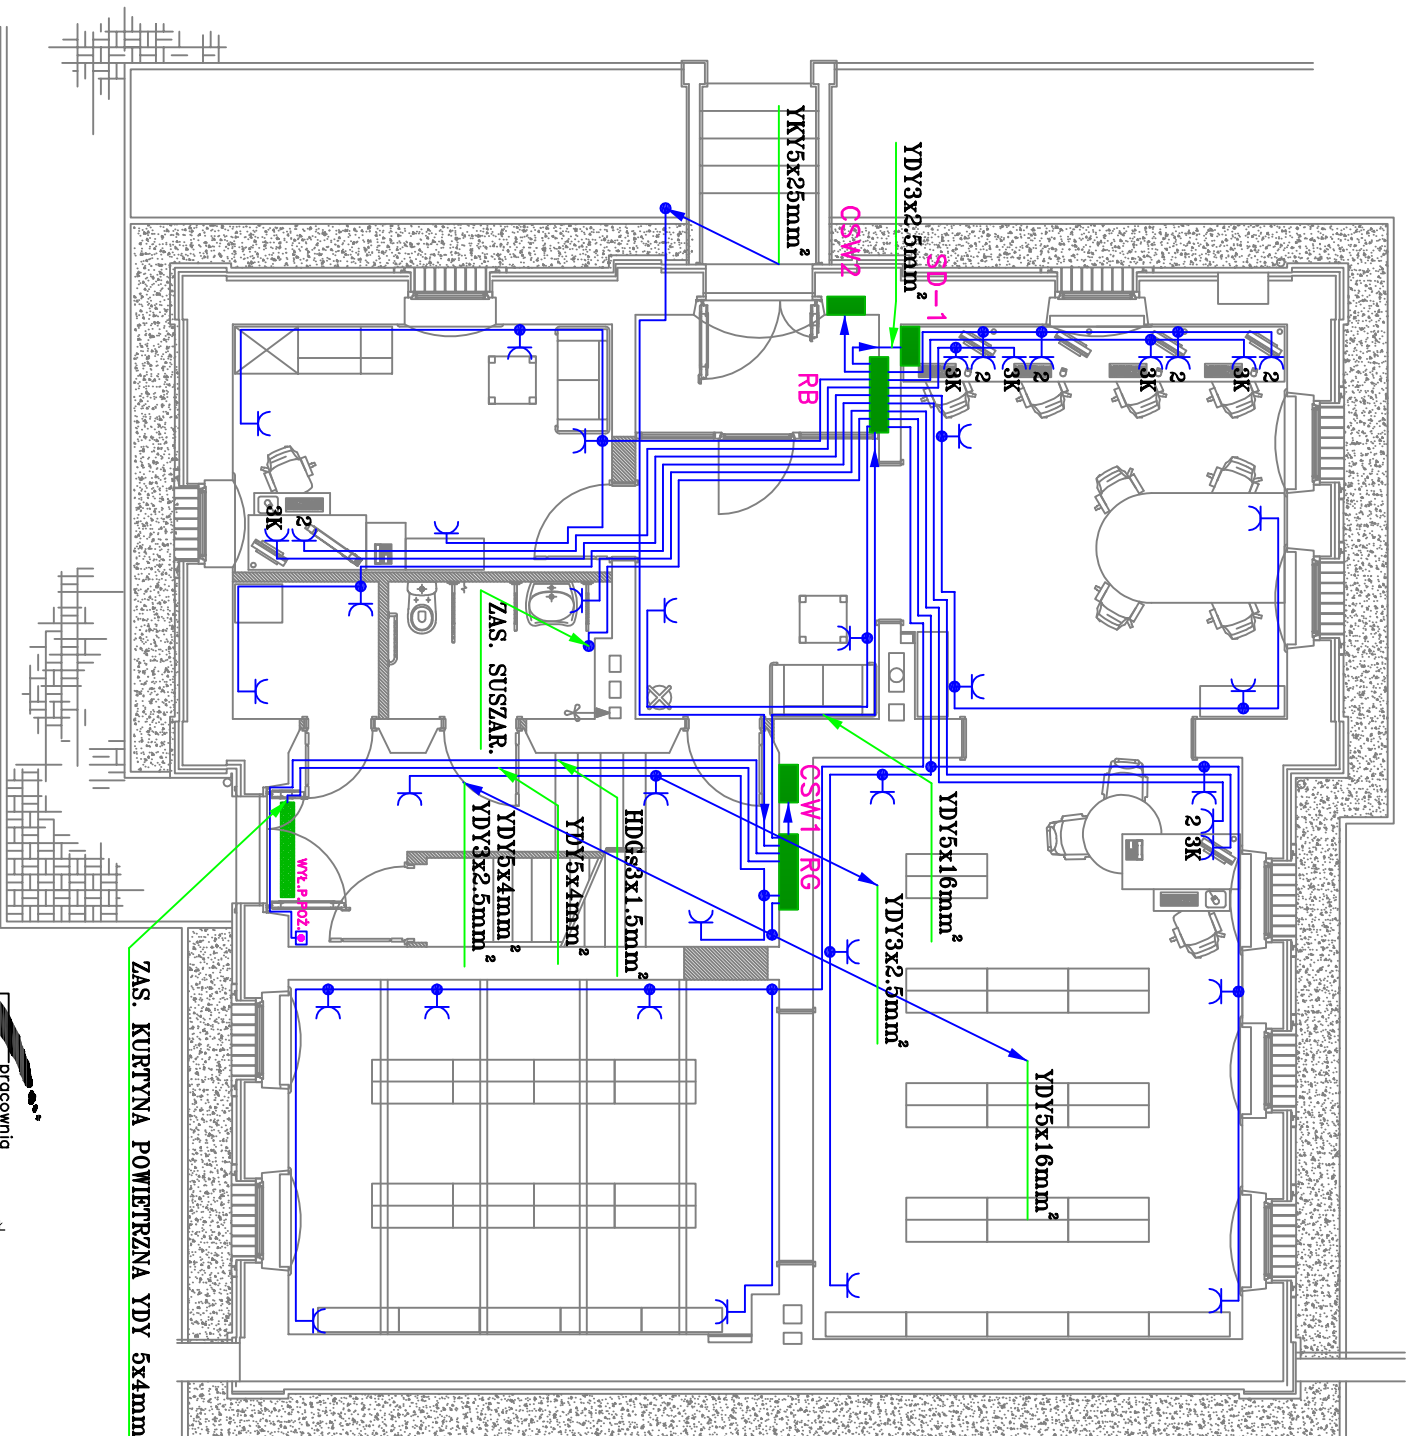 YKY5x25mm²
YDY3x2.5mm²
CSW2
SD-1
RB
2
3K
2
3K
2
3K
2
3K
2
3K
2
3K
ZAS. SUSZAR.
CSW1
RG
YDY5x16mm²
YDY3x2.5mm²
YDY5x16mm²
HDGs3x1.5mm²
YDY5x4mm²
YDY5x4mm²
YDY3x2.5mm²
WYŁ.P.POŻ.
ZAS. KURTYNA POWIETRZNA YDY 5x4mm
pracownia